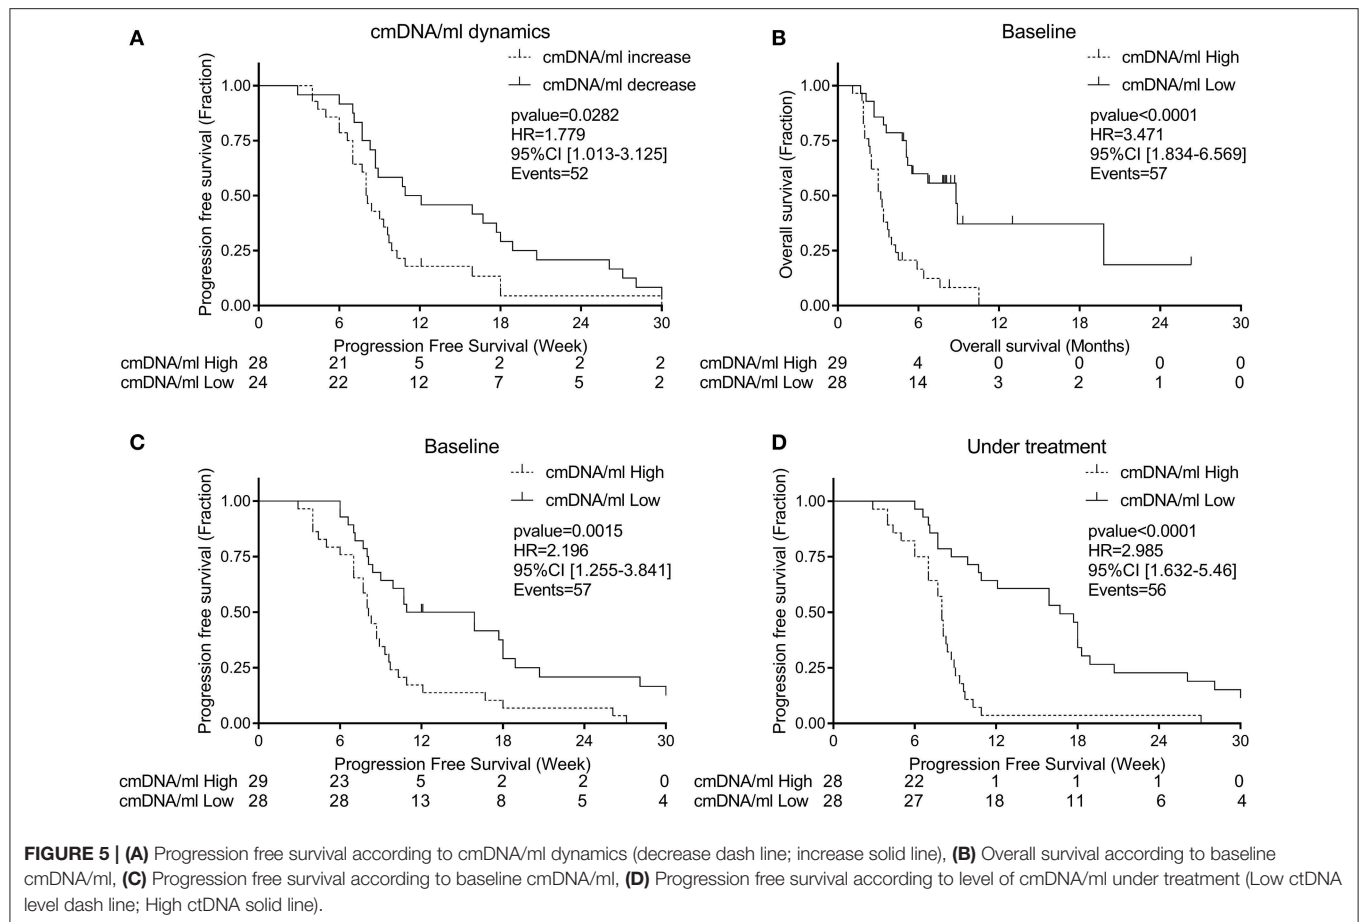 A
cmDNA/ml dynamics
cmDNA/ml increase
cmDNA/ml decrease
pvalue=0.0282
HR=1.779
95%CI [1.013-3.125]
Events=52
Progression free survival (Fraction)
1.00
0.75
0.50
0.25
0.00
0 6 12 18 24 30
Progression Free Survival (Week)
cmDNA/ml High 28 21 5 2 2 2
cmDNA/ml Low 24 22 12 7 5 2
B
Baseline
cmDNA/ml High
cmDNA/ml Low
pvalue<0.0001
HR=3.471
95%CI [1.834-6.569]
Events=57
Overall survival (Fraction)
1.00
0.75
0.50
0.25
0.00
0 6 12 18 24 30
Overall survival (Months)
cmDNA/ml High 29 4 0 0 0 0
cmDNA/ml Low 28 14 3 2 1 0
C
Baseline
cmDNA/ml High
cmDNA/ml Low
pvalue=0.0015
HR=2.196
95%CI [1.255-3.841]
Events=57
Progression free survival (Fraction)
1.00
0.75
0.50
0.25
0.00
0 6 12 18 24 30
Progression Free Survival (Week)
cmDNA/ml High 29 23 5 2 2 0
cmDNA/ml Low 28 28 13 8 5 4
D
Under treatment
cmDNA/ml High
cmDNA/ml Low
pvalue<0.0001
HR=2.985
95%CI [1.632-5.46]
Events=56
Progression free survival (Fraction)
1.00
0.75
0.50
0.25
0.00
0 6 12 18 24 30
Progression Free Survival (Week)
cmDNA/ml High 28 22 1 1 1 0
cmDNA/ml Low 28 27 18 11 6 4
FIGURE 5 | (A) Progression free survival according to cmDNA/ml dynamics (decrease dash line; increase solid line), (B) Overall survival according to baseline
cmDNA/ml, (C) Progression free survival according to baseline cmDNA/ml, (D) Progression free survival according to level of cmDNA/ml under treatment (Low ctDNA
level dash line; High ctDNA solid line).